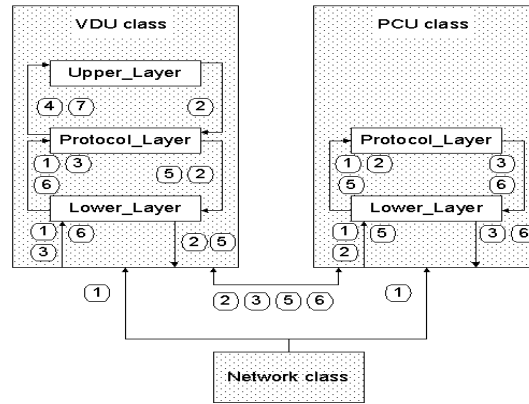 VDU class PCU class
Upper_Layer
4 7 2
Protocol_Layer Protocol_Layer
1 3 5 2 1 2 3
6 5 6
Lower_Layer Lower_Layer
1 6 2 5 1 5 3 6
3 2
1 2 3 5 6 1
Network class